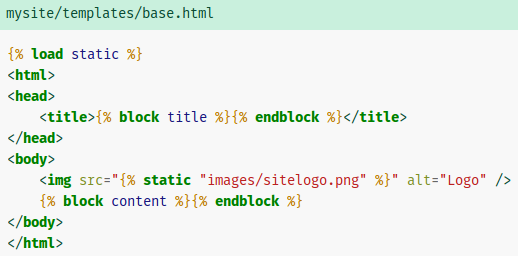 mysite/templates/base.html
{% load static %}
<html>
<head>
    <title>{% block title %}{% endblock %}</title>
</head>
<body>
    <img src="{% static "images/sitelogo.png" %}" alt="Logo" />
    {% block content %}{% endblock %}
</body>
</html>